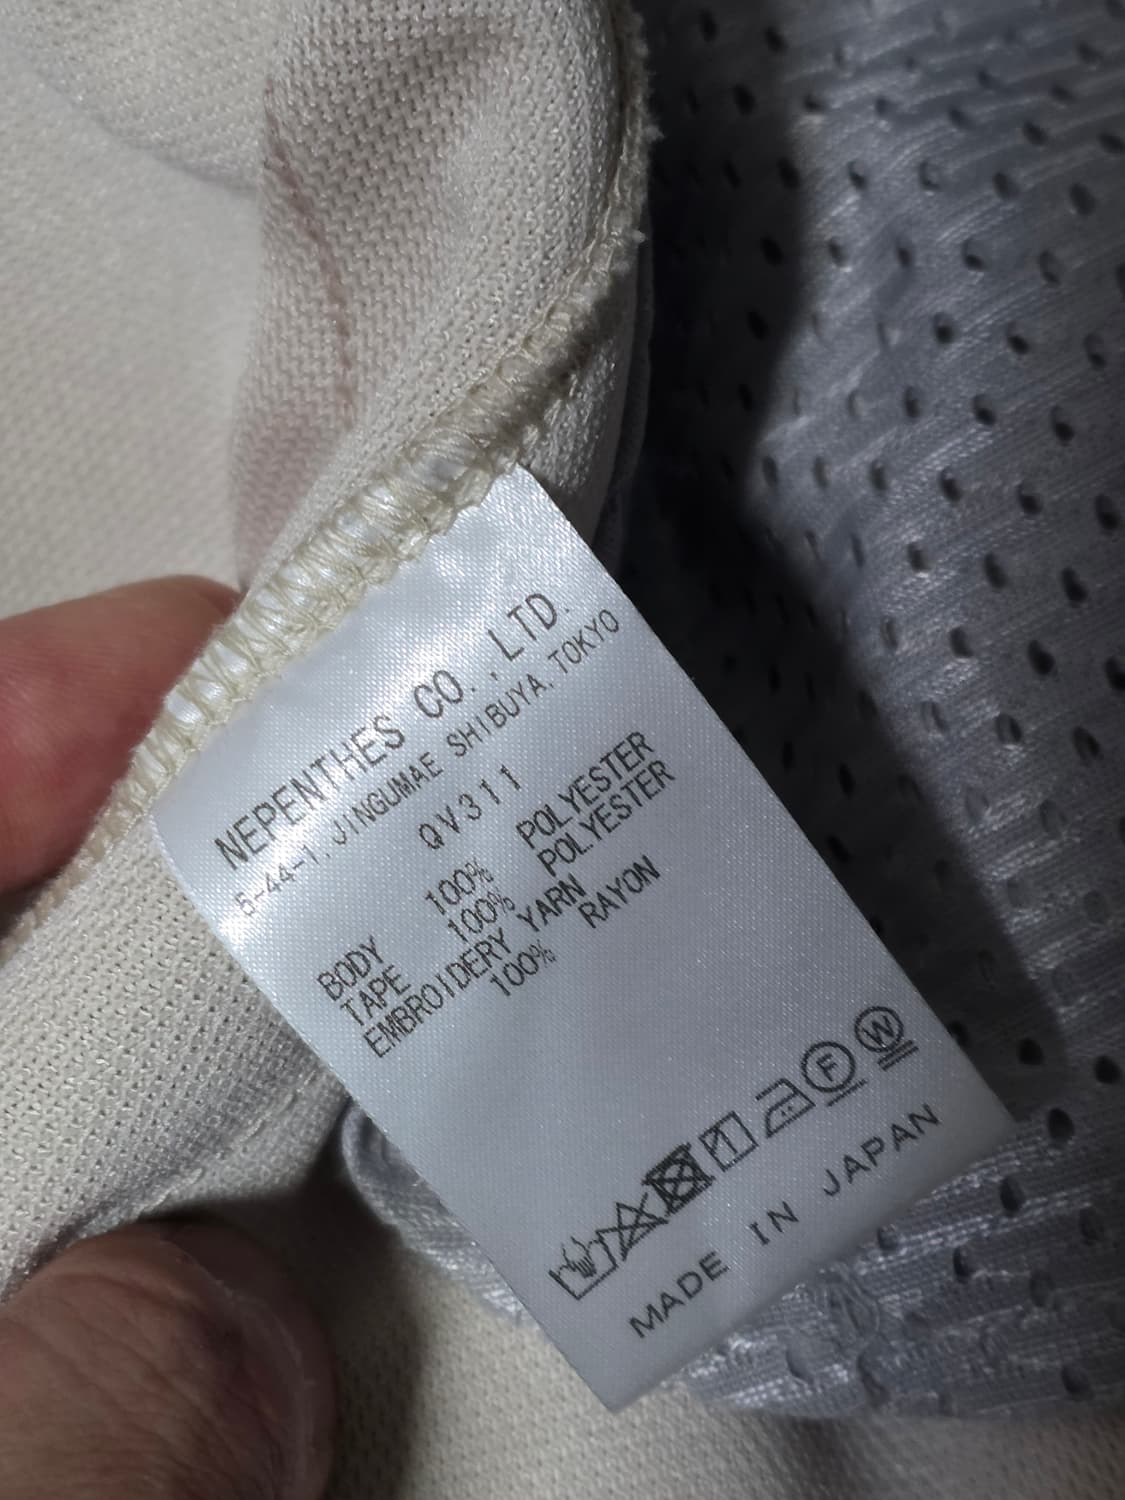 NEPENTHES CO., LTD.
5-44-1, JINGUMAE SHIBUYA, TOKYO
QV311
BODY 100% POLYESTER
TAPE 100% POLYESTER
EMBROIDERY YARN
100% RAYON
F W
MADE IN JAPAN